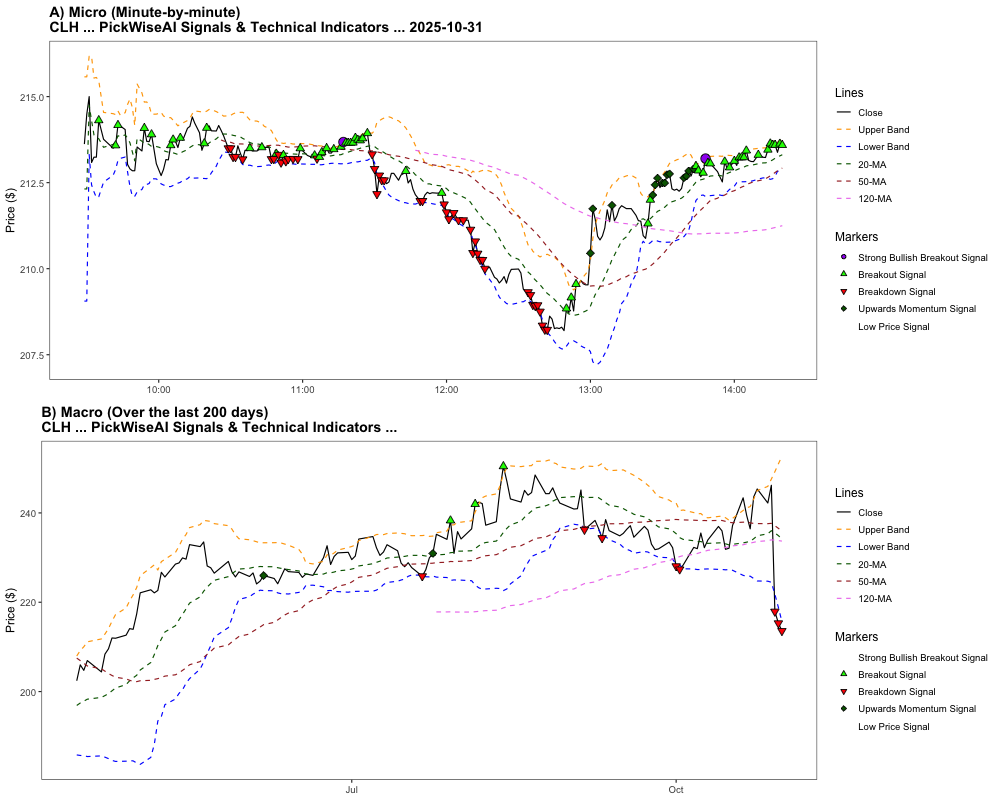 A) Micro (Minute-by-minute)
CLH ... PickWiseAI Signals & Technical Indicators ... 2025-10-31
Price ($)
215.0
212.5
210.0
207.5
10:00
11:00
12:00
13:00
14:00
Lines
Close
Upper Band
Lower Band
20-MA
50-MA
120-MA
Markers
Strong Bullish Breakout Signal
Breakout Signal
Breakdown Signal
Upwards Momentum Signal
Low Price Signal
B) Macro (Over the last 200 days)
CLH ... PickWiseAI Signals & Technical Indicators ...
Price ($)
240
220
200
Jul
Oct
Lines
Close
Upper Band
Lower Band
20-MA
50-MA
120-MA
Markers
Strong Bullish Breakout Signal
Breakout Signal
Breakdown Signal
Upwards Momentum Signal
Low Price Signal